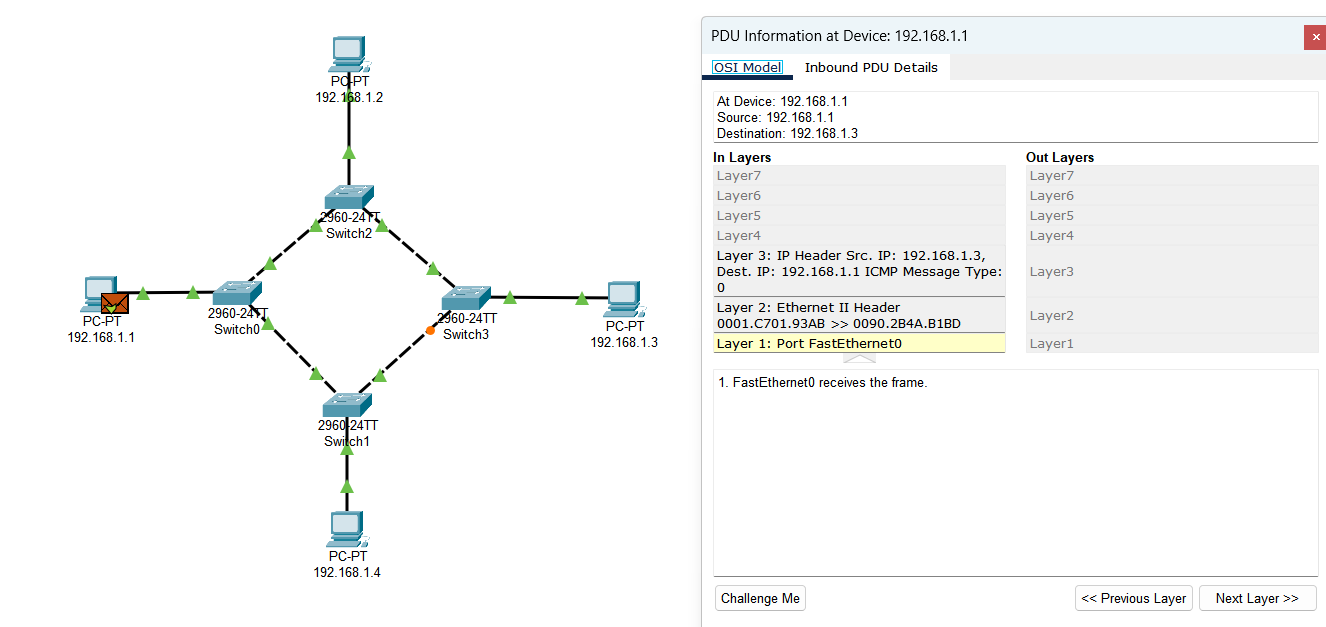 PC-PT
192.168.1.2
2960-24TT
Switch2
PC-PT
192.168.1.1
2960-24TT
Switch0
2960-24TT
Switch3
PC-PT
192.168.1.3
2960-24TT
Switch1
PC-PT
192.168.1.4
PDU Information at Device: 192.168.1.1
OSI Model Inbound PDU Details
At Device: 192.168.1.1
Source: 192.168.1.1
Destination: 192.168.1.3
In Layers
Layer7
Layer6
Layer5
Layer4
Layer 3: IP Header Src. IP: 192.168.1.3,
Dest. IP: 192.168.1.1 ICMP Message Type:
0
Layer 2: Ethernet II Header
0001.C701.93AB >> 0090.2B4A.B1BD
Layer 1: Port FastEthernet0
Out Layers
Layer7
Layer6
Layer5
Layer4
Layer3
Layer2
Layer1
1. FastEthernet0 receives the frame.
Challenge Me << Previous Layer Next Layer >>